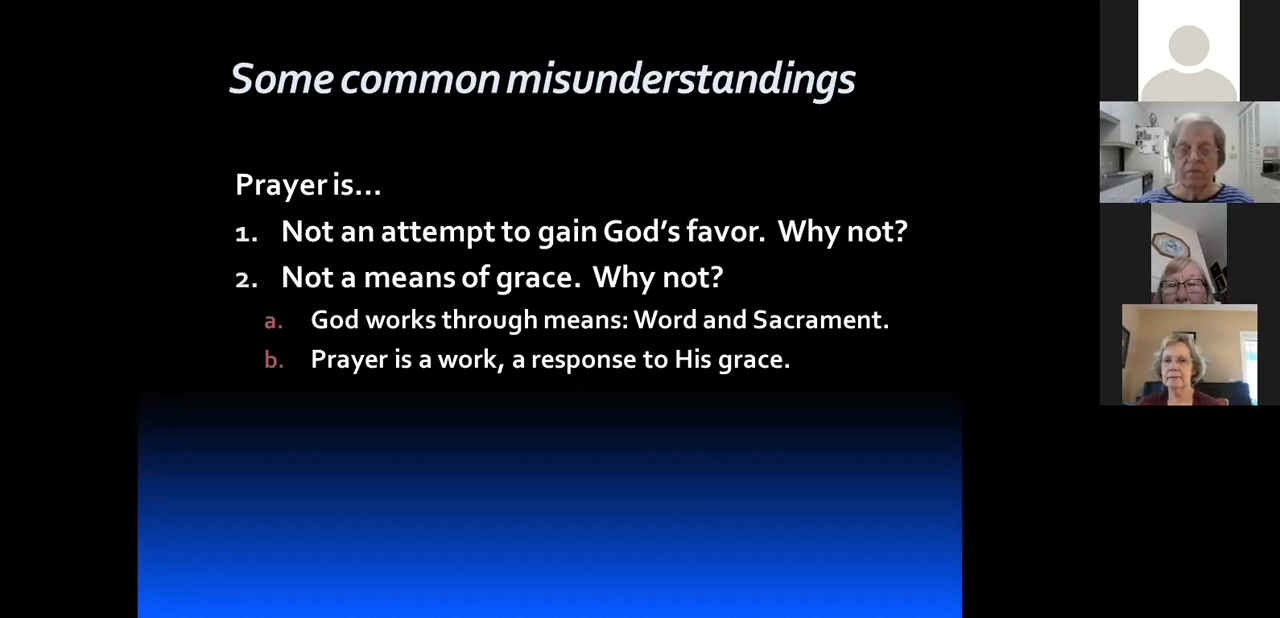 Some common misunderstandings
Prayer is...
1. Not an attempt to gain God's favor. Why not?
2. Not a means of grace. Why not?
a. God works through means: Word and Sacrament.
b. Prayer is a work, a response to His grace.